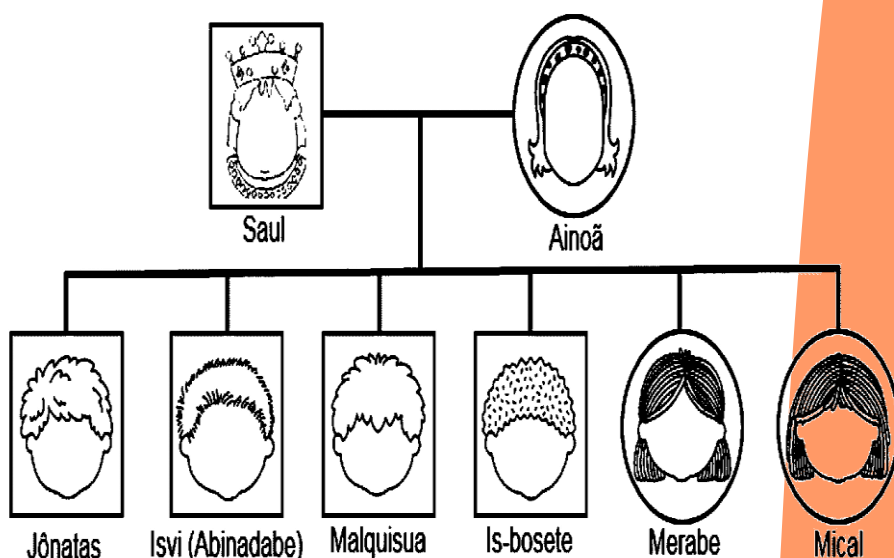 Saul
Ainoã
Jônatas
Isvi (Abinadabe)
Malquisua
Is-bosete
Merabe
Mical